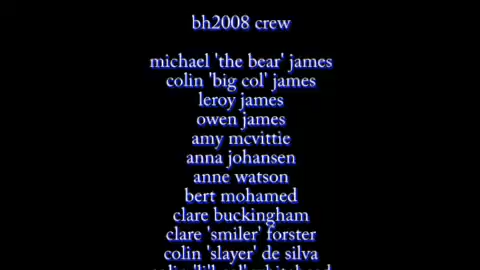 bh2008 crew
michael 'the bear' james
colin 'big col' james
leroy james
owen james
amy mcvittie
anna johansen
anne watson
bert mohamed
clare buckingham
clare 'smiler' forster
colin 'slayer' de silva
colin